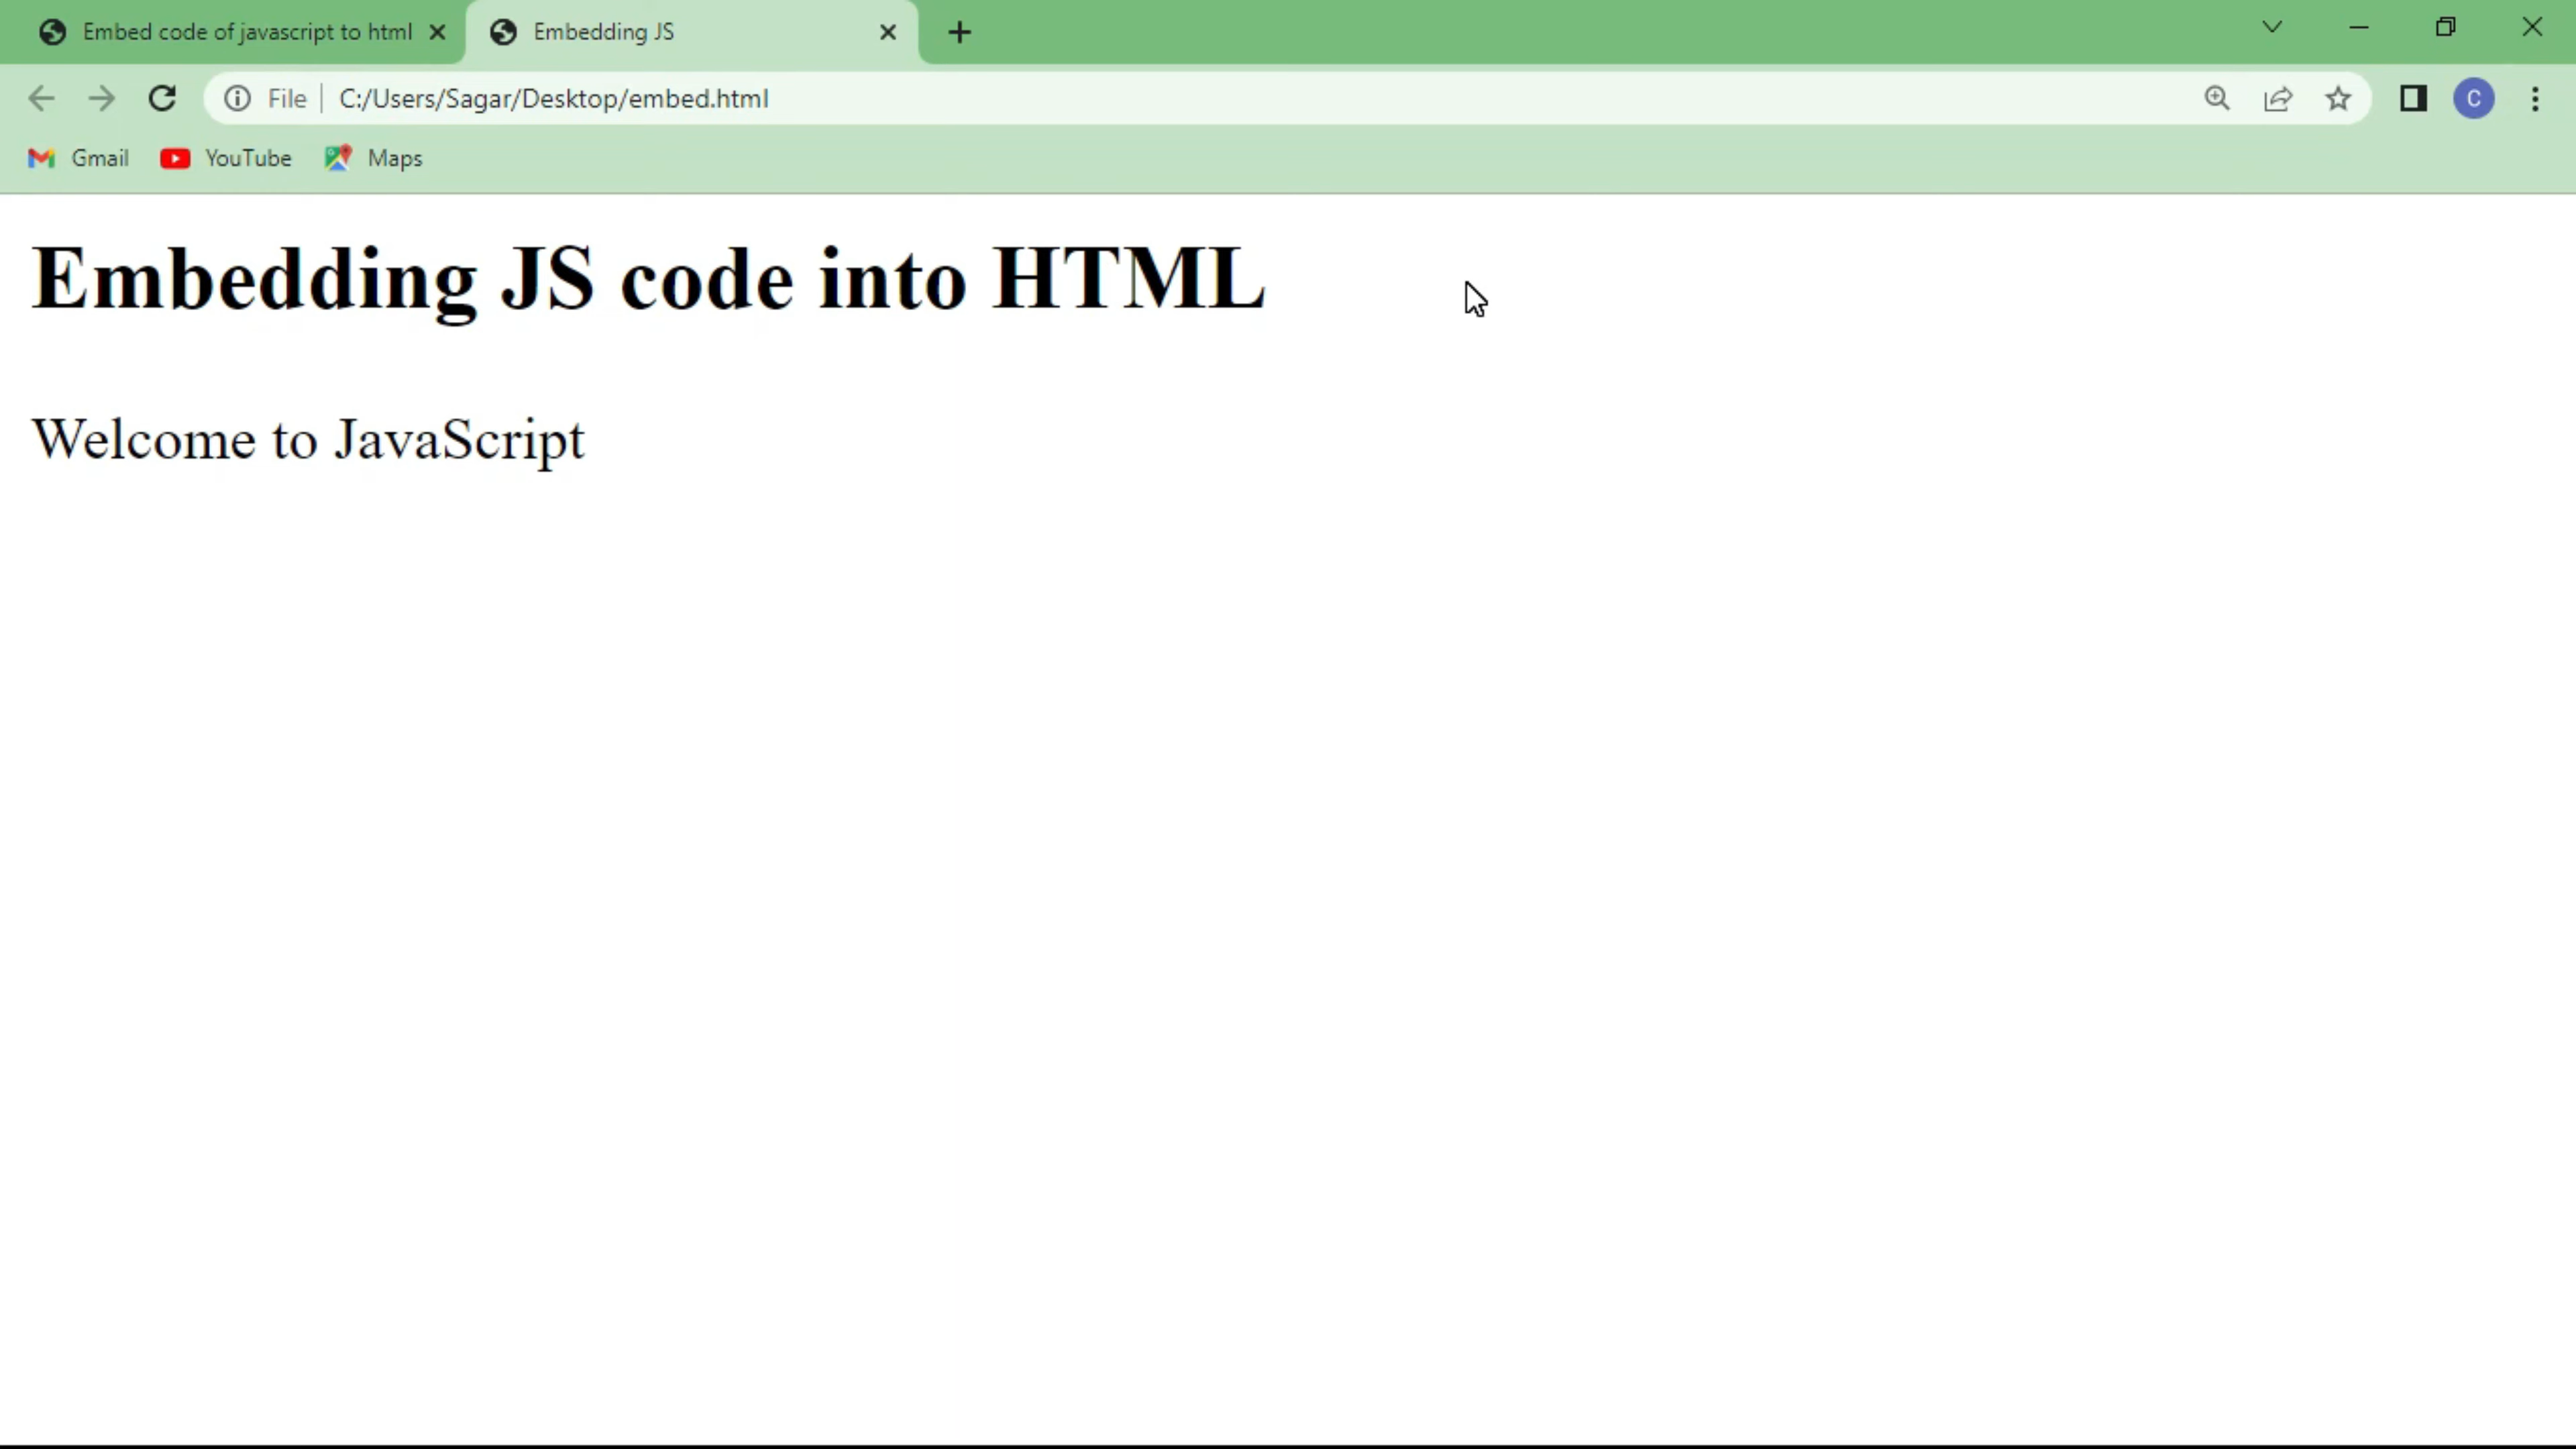 Embed code of javascript to html
Embedding JS
File C:/Users/Sagar/Desktop/embed.html
C
Gmail YouTube Maps
Embedding JS code into HTML
Welcome to JavaScript